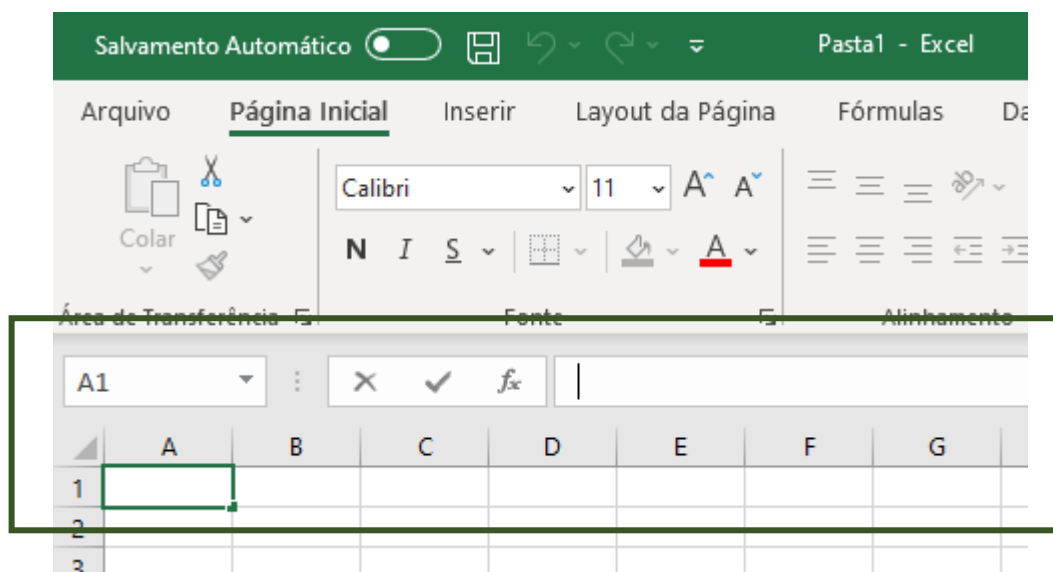 Salvamento Automático Pasta1 - Excel
Arquivo Página Inicial Inserir Layout da Página Fórmulas Da
Calibri 11 A A
Colar
N I S A
Área de Transferência Fonte Alinhamento
A1 fx
A B C D E F G
1
2
3